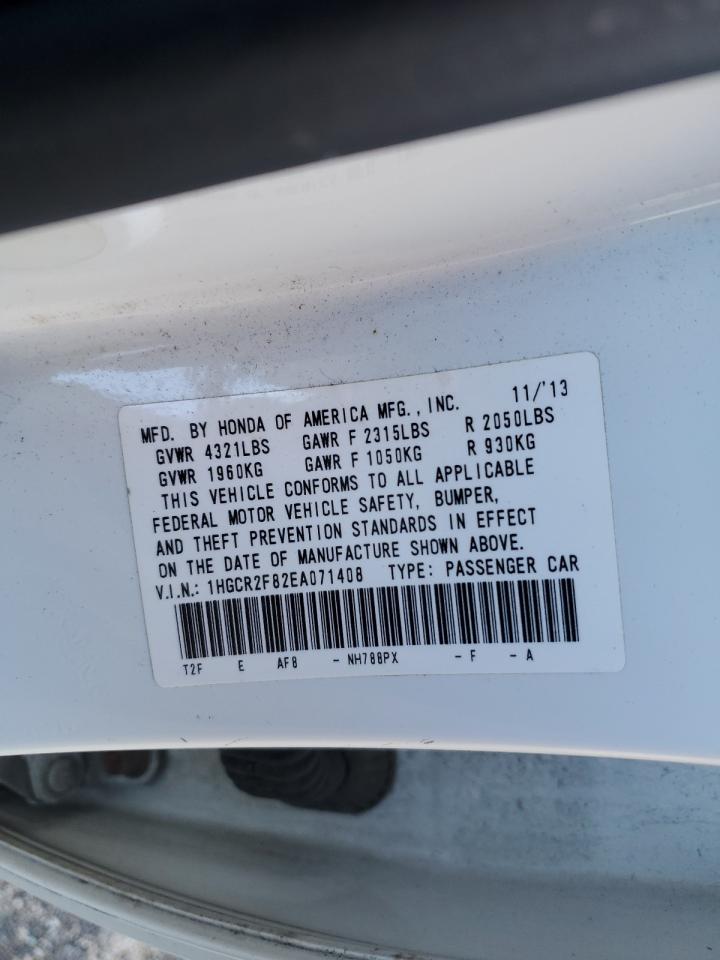 MFD. BY HONDA OF AMERICA MFG., INC. 11/'13
GVWR 4321LBS GAWR F 2315LBS R 2050LBS
GVWR 1960KG GAWR F 1050KG R 930KG
THIS VEHICLE CONFORMS TO ALL APPLICABLE
FEDERAL MOTOR VEHICLE SAFETY, BUMPER,
AND THEFT PREVENTION STANDARDS IN EFFECT
ON THE DATE OF MANUFACTURE SHOWN ABOVE.
V.I.N.: 1HGCR2F82EA071408 TYPE: PASSENGER CAR
T2F E AF8 - NH788PX - F - A